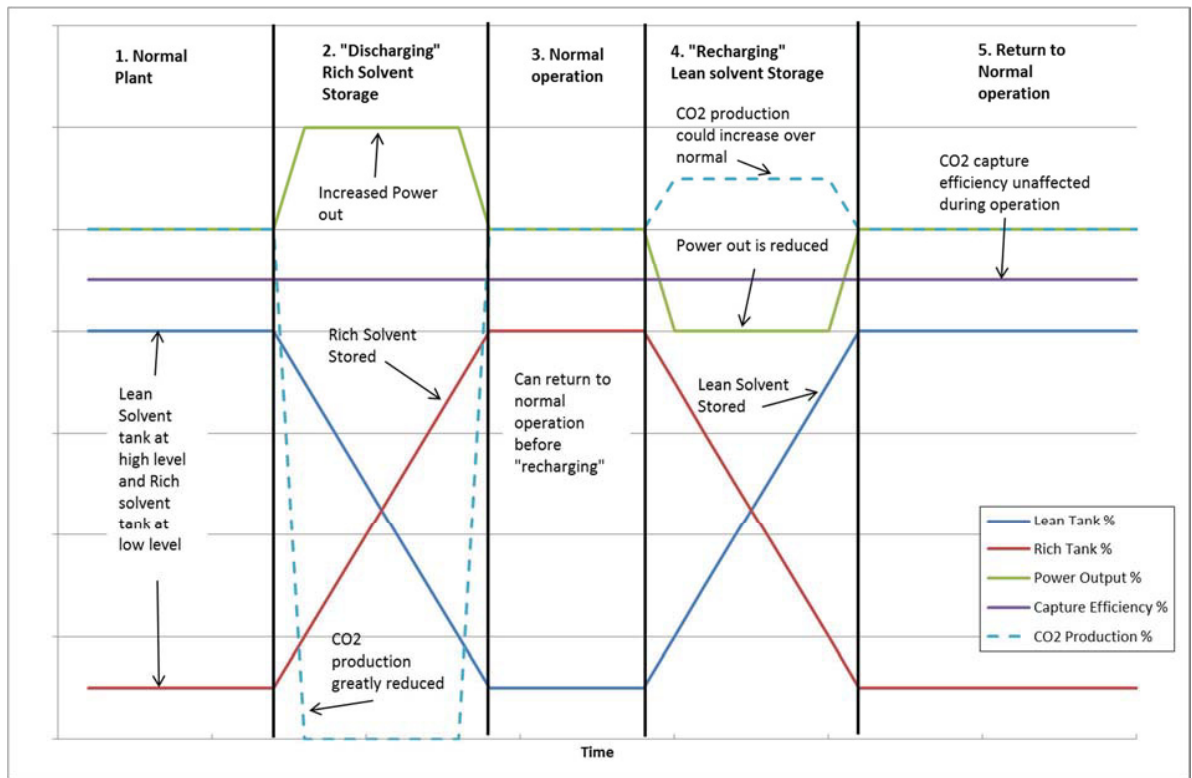 1. Normal
Plant
2. "Discharging"
Rich Solvent
Storage
3. Normal
operation
4. "Recharging"
Lean solvent Storage
5. Return to
Normal
operation
CO2 production
could increase over
normal
CO2 capture
efficiency unaffected
during operation
Increased Power
out
Power out is reduced
Rich Solvent
Stored
Lean
Solvent
tank at
high level
and Rich
solvent
tank at
low level
Can return to
normal
operation
before
"recharging"
Lean Solvent
Stored
CO2
production
greatly reduced
Lean Tank %
Rich Tank %
Power Output %
Capture Efficiency %
CO2 Production %
Time